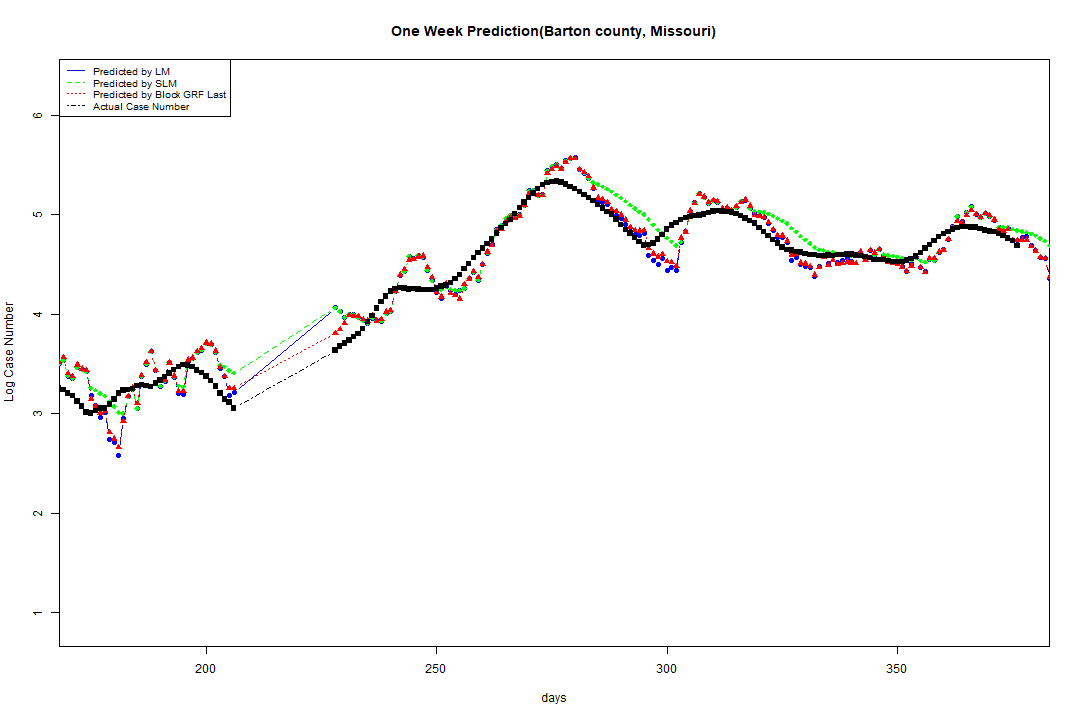 One Week Prediction(Barton county, Missouri)
Predicted by LM
Predicted by SLM
Predicted by Block GRF Last
Actual Case Number
6
5
4
3
2
1
Log Case Number
200 250 300 350
days